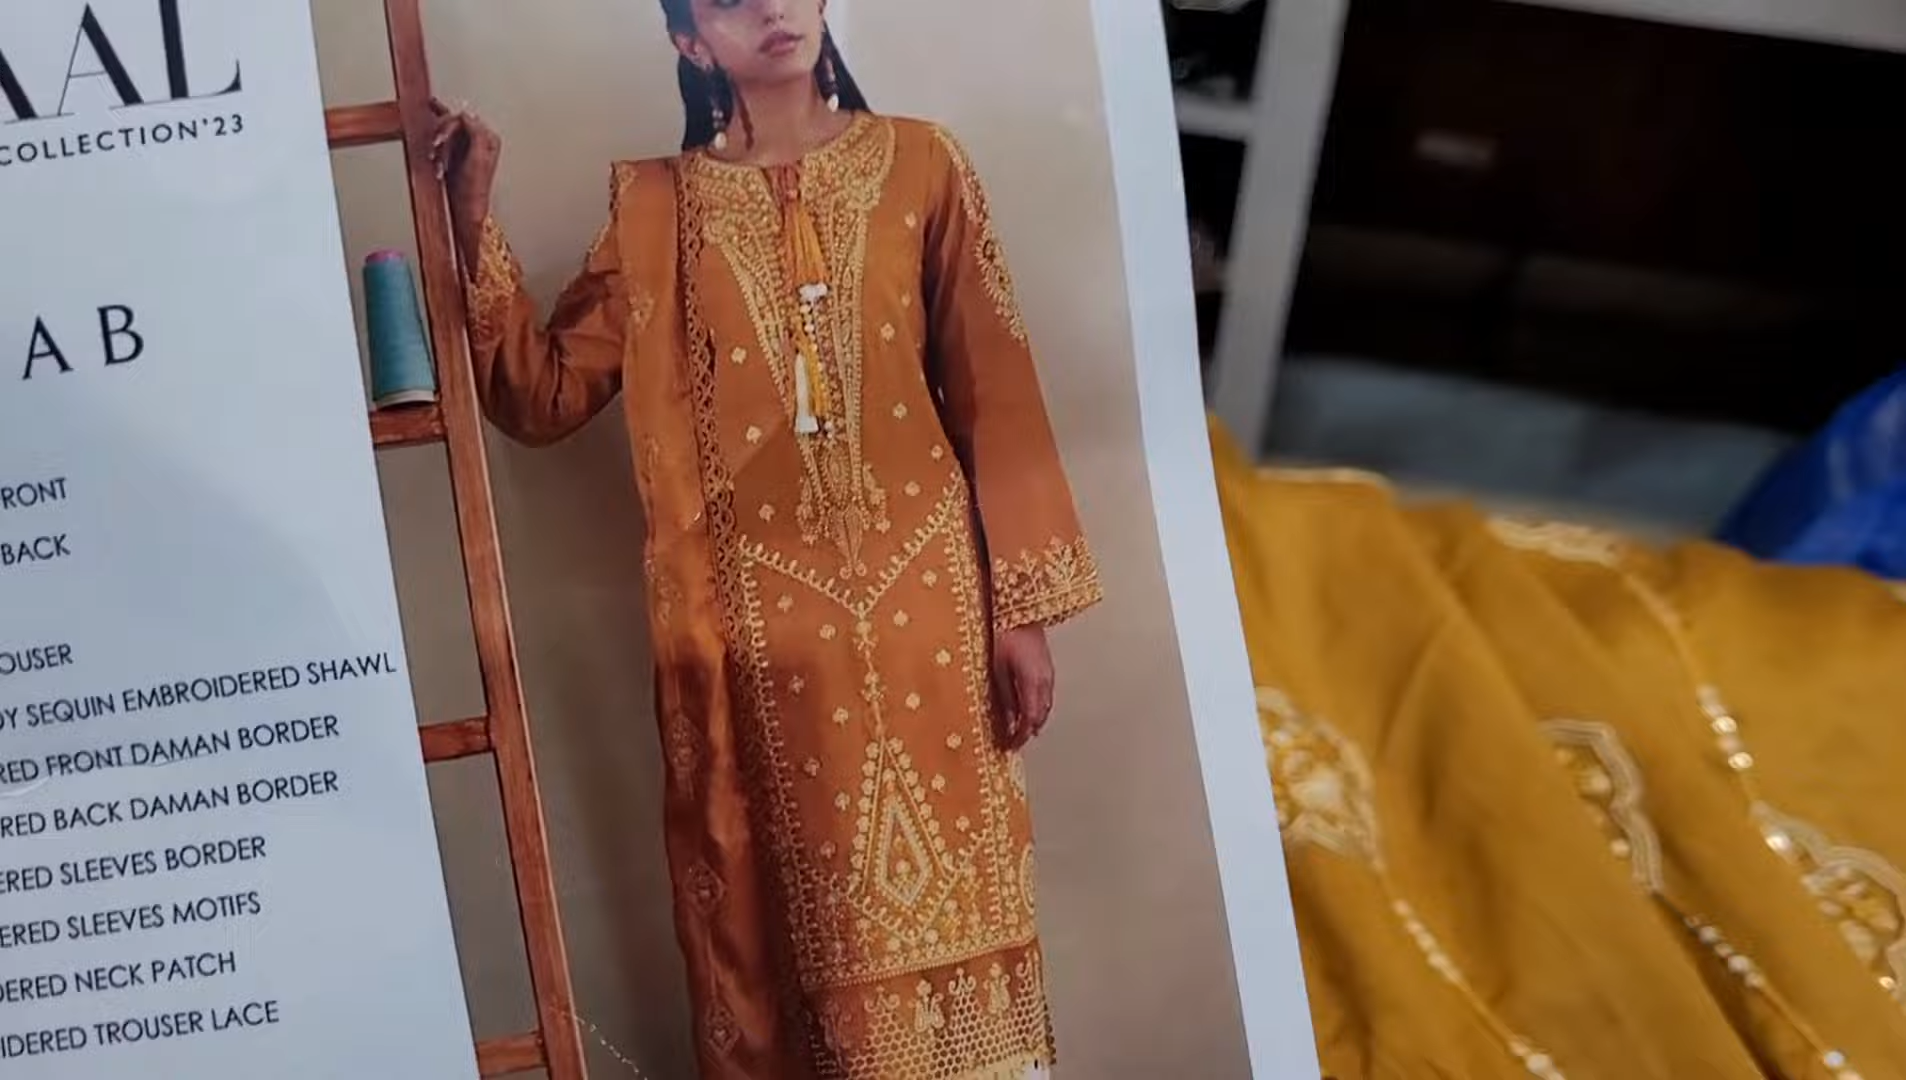 AAL
COLLECTION'23
AB
RONT
BACK
OUSER
DY SEQUIN EMBROIDERED SHAWL
RED FRONT DAMAN BORDER
RED BACK DAMAN BORDER
ERED SLEEVES BORDER
ERED SLEEVES MOTIFS
DERED NECK PATCH
IDERED TROUSER LACE